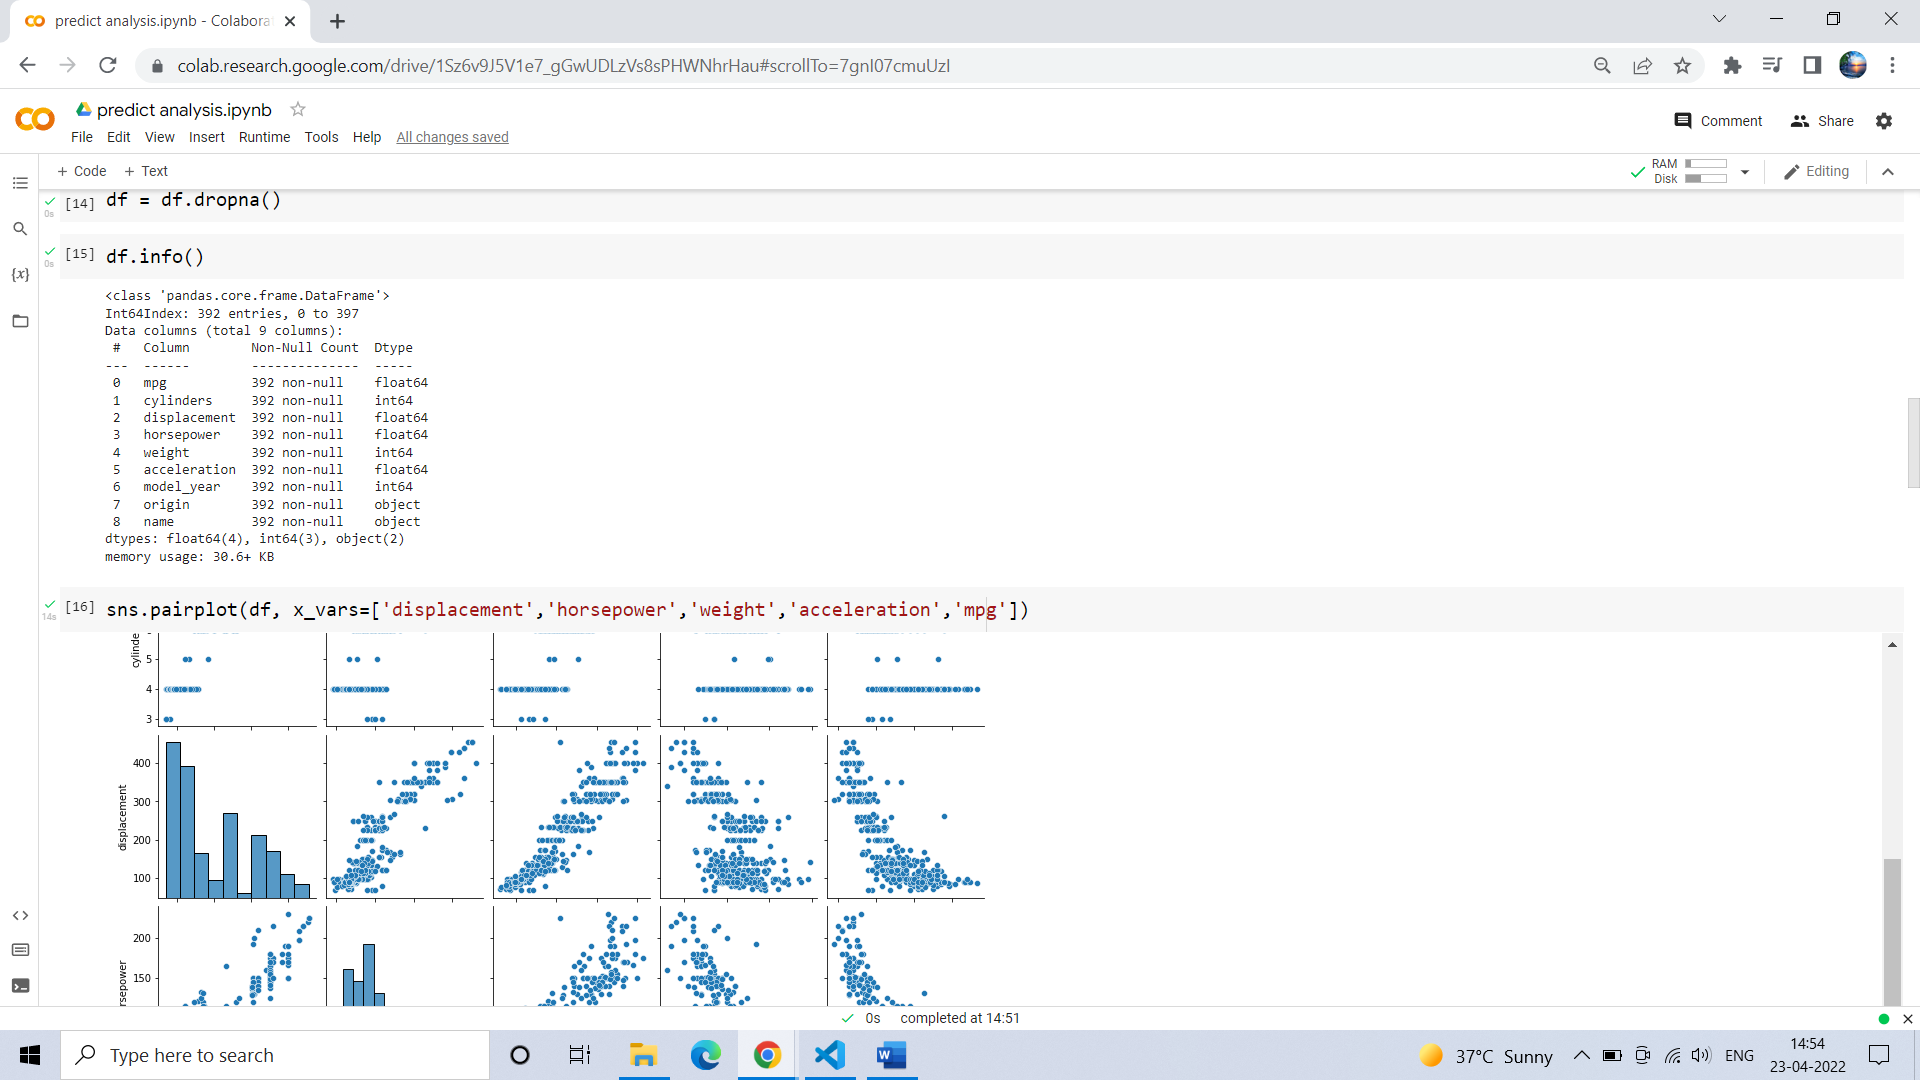 predict analysis.ipynb - Colabora
colab.research.google.com/drive/1Sz6v9J5V1e7_gGwUDLzVs8sPHWNhrHau#scrollTo=7gnI07cmuUzI
predict analysis.ipynb
Comment
Share
File Edit View Insert Runtime Tools Help All changes saved
+ Code + Text
RAM
Disk
Editing
[14] df = df.dropna()
0s
[15] df.info()
0s
<class 'pandas.core.frame.DataFrame'>
Int64Index: 392 entries, 0 to 397
Data columns (total 9 columns):
# Column Non-Null Count Dtype
--- ------ -------------- -----
0 mpg 392 non-null float64
1 cylinders 392 non-null int64
2 displacement 392 non-null float64
3 horsepower 392 non-null float64
4 weight 392 non-null int64
5 acceleration 392 non-null float64
6 model_year 392 non-null int64
7 origin 392 non-null object
8 name 392 non-null object
dtypes: float64(4), int64(3), object(2)
memory usage: 30.6+ KB
[16] sns.pairplot(df, x_vars=['displacement','horsepower','weight','acceleration','mpg'])
14s
cylinde
5
4
3
displacement
400
300
200
100
rsepower
200
150
0s completed at 14:51
Type here to search
37°C Sunny
ENG
14:54
23-04-2022